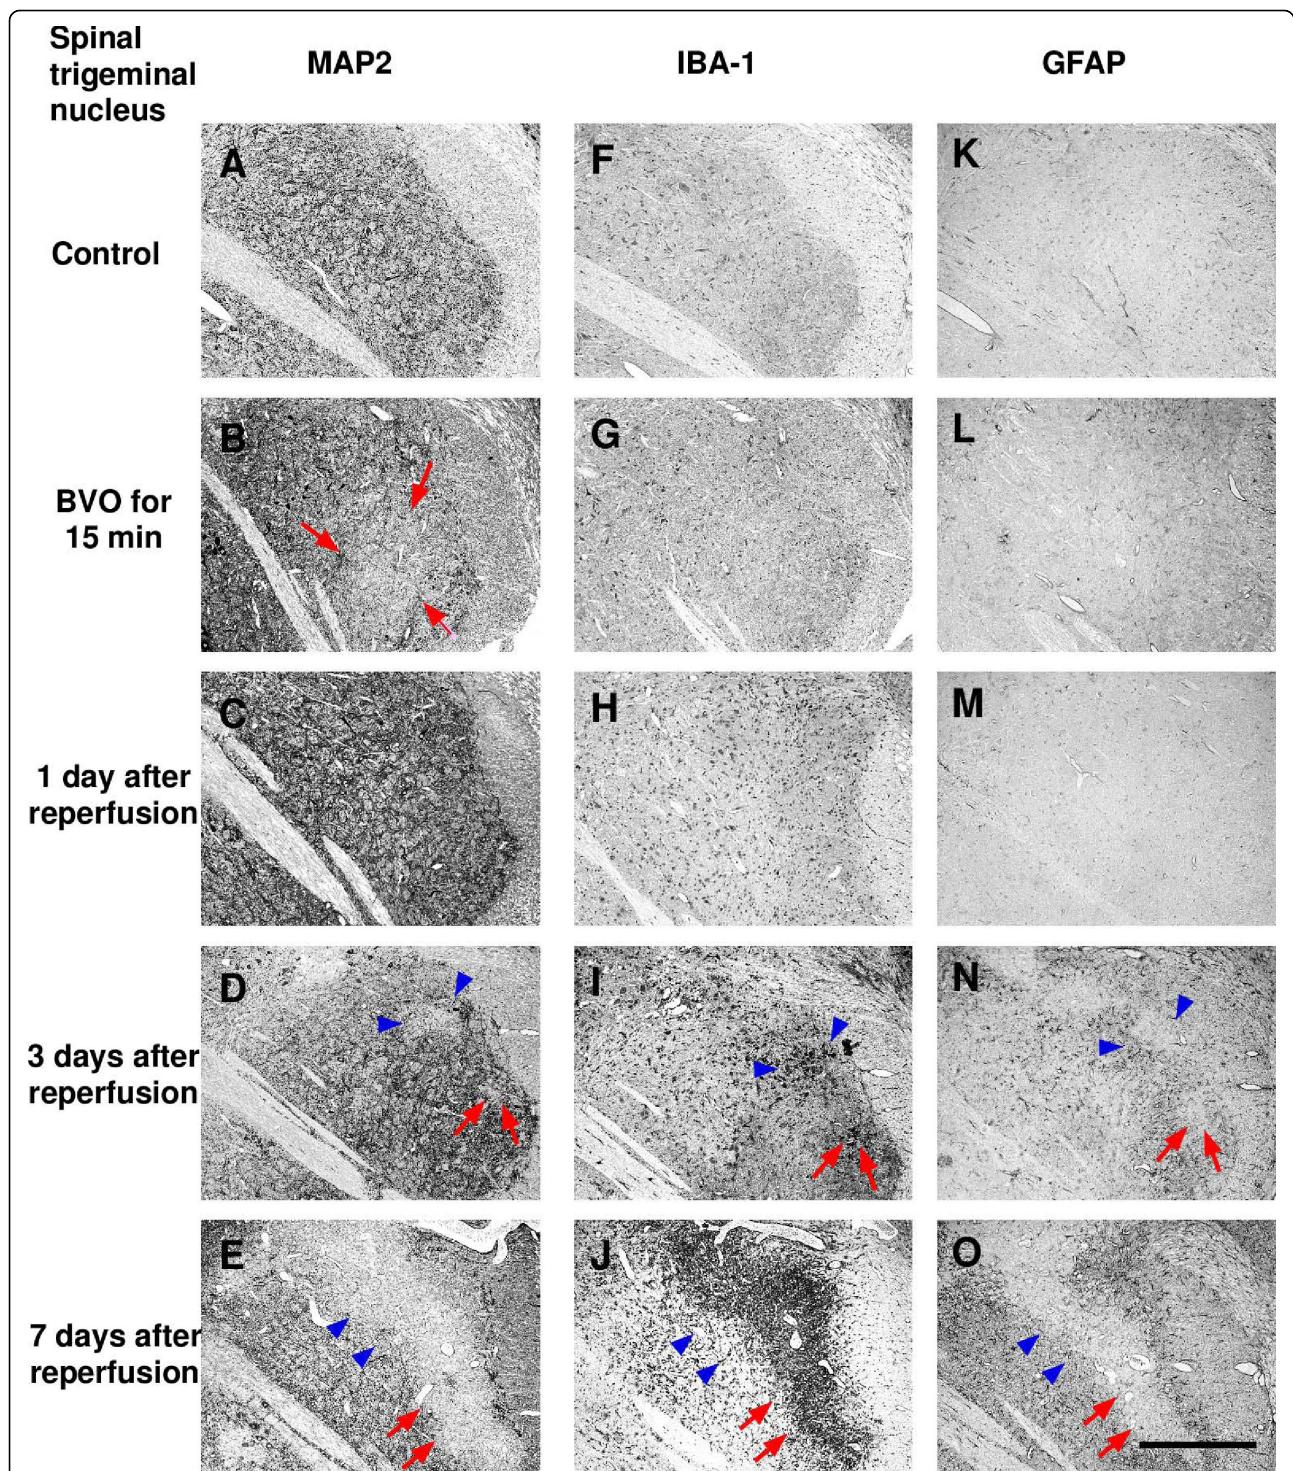 Spinal
trigeminal
nucleus
MAP2
IBA-1
GFAP
Control
A
F
K
BVO for
15 min
B
G
L
1 day after
reperfusion
C
H
M
3 days after
reperfusion
D
I
N
7 days after
reperfusion
E
J
O